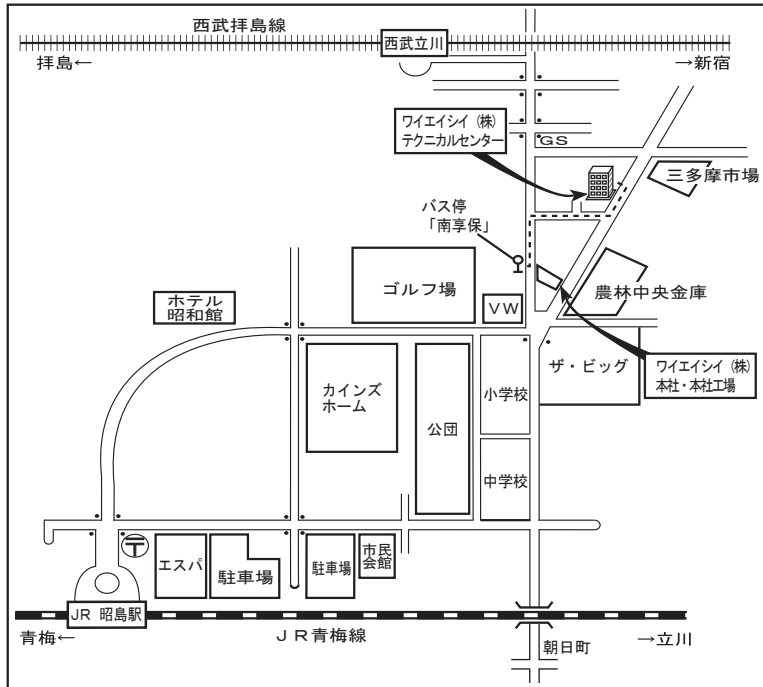 西武拝島線
西武立川
拝島←
→新宿
ワイエイシイ（株）
テクニカルセンター
GS
三多摩市場
バス停
「南享保」
ゴルフ場
農林中央金庫
ホテル
昭和館
VW
カインズ
ホーム
公団
小学校
ザ・ビッグ
ワイエイシイ（株）
本社・本社工場
中学校
〒
エスパ
駐車場
駐車場
市民
会館
JR 昭島駅
青梅←
JR青梅線
朝日町
→立川